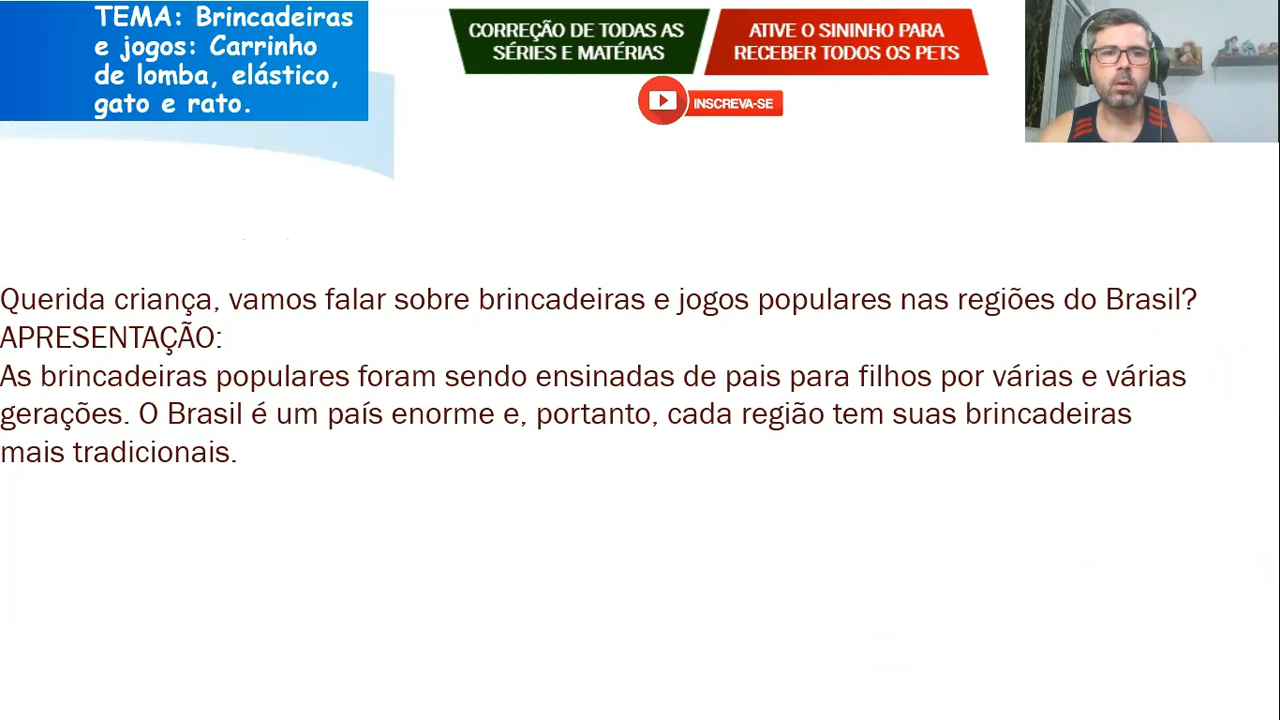 TEMA: Brincadeiras
e jogos: Carrinho
de lomba, elástico,
gato e rato.
CORREÇÃO DE TODAS AS
SÉRIES E MATÉRIAS
ATIVE O SININHO PARA
RECEBER TODOS OS PETS
INSCREVA-SE
Querida criança, vamos falar sobre brincadeiras e jogos populares nas regiões do Brasil?
APRESENTAÇÃO:
As brincadeiras populares foram sendo ensinadas de pais para filhos por várias e várias
gerações. O Brasil é um país enorme e, portanto, cada região tem suas brincadeiras
mais tradicionais.